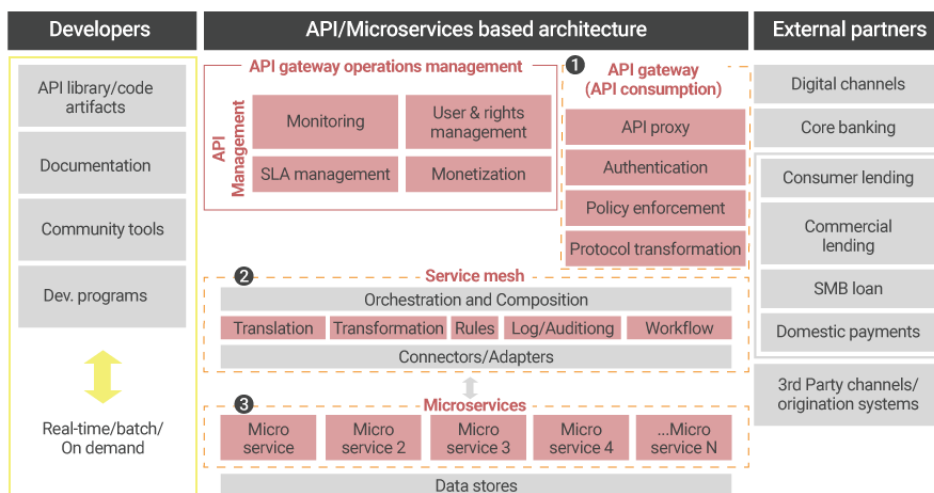 Developers
API library/code
artifacts
Documentation
Community tools
Dev. programs
Real-time/batch/
On demand
API/Microservices based architecture
API gateway operations management
API
Management
Monitoring
User & rights
management
SLA management
Monetization
1
API gateway
(API consumption)
API proxy
Authentication
Policy enforcement
Protocol transformation
2
Service mesh
Orchestration and Composition
Translation
Transformation
Rules
Log/Auditiong
Workflow
Connectors/Adapters
3
Microservices
Micro
service
Micro
service 2
Micro
service 3
Micro
service 4
...Micro
service N
Data stores
External partners
Digital channels
Core banking
Consumer lending
Commercial
lending
SMB loan
Domestic payments
3rd Party channels/
origination systems